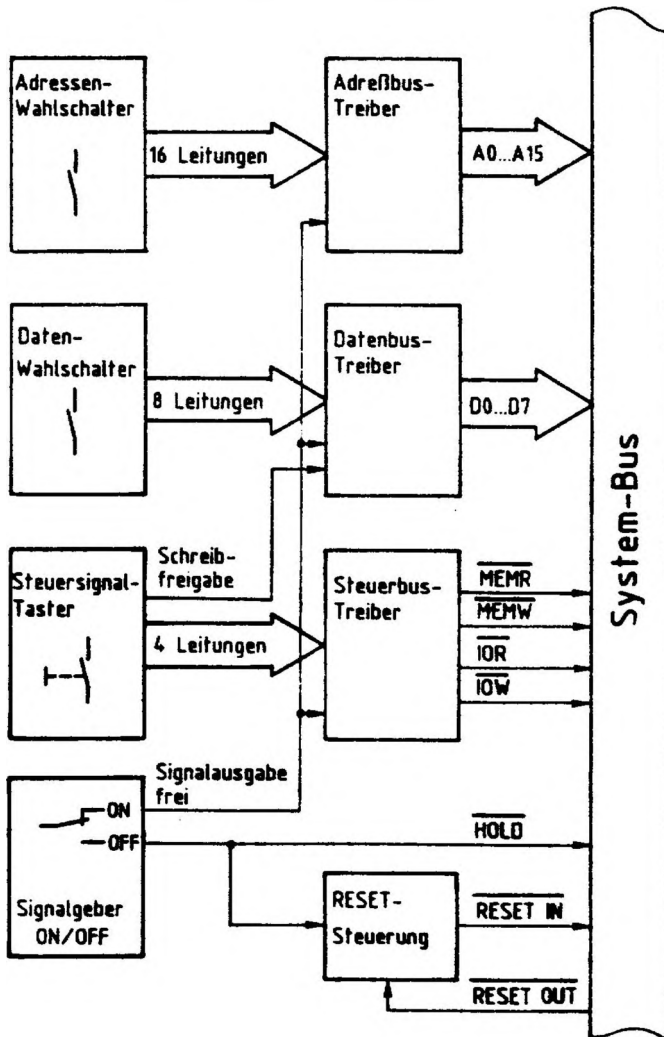 Adressen-
Wahlschalter
16 Leitungen
Adreßbus-
Treiber
A0...A15
Daten-
Wahlschalter
8 Leitungen
Datenbus-
Treiber
D0...D7
Steuersignal-
Taster
Schreib-
freigabe
4 Leitungen
Steuerbus-
Treiber
MEMR
MEMW
IOR
IOW
Signalausgabe
frei
ON
OFF
Signalgeber
ON/OFF
HOLD
RESET-
Steuerung
RESET IN
RESET OUT
System-Bus